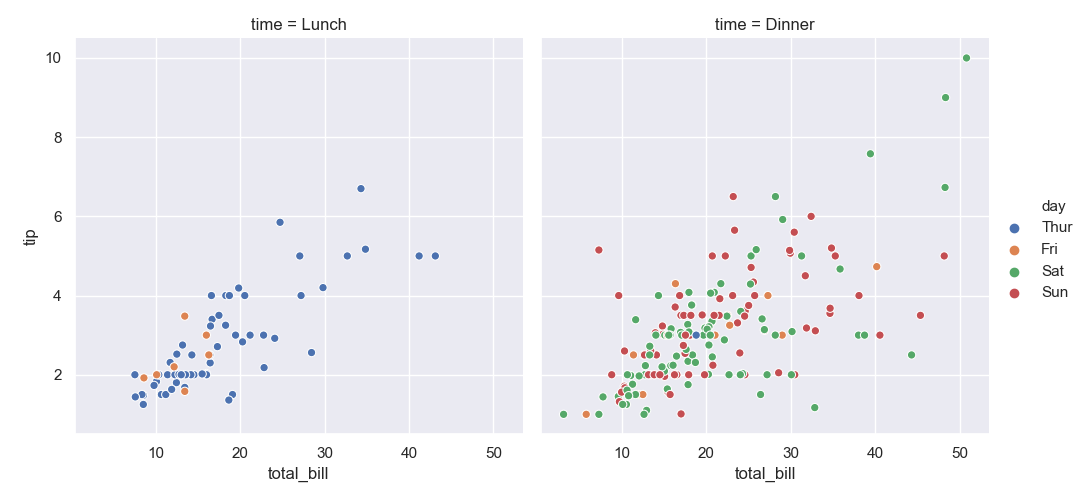 time = Lunch
time = Dinner
10
8
6
4
2
tip
10 20 30 40 50
10 20 30 40 50
total_bill
total_bill
day
Thur
Fri
Sat
Sun